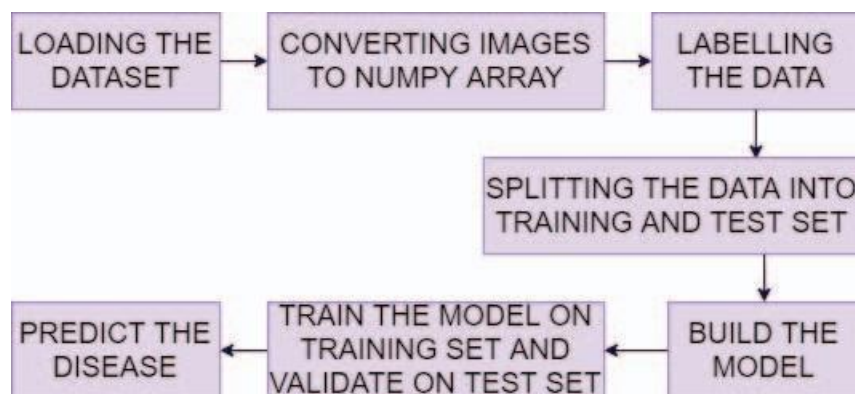 LOADING THE
DATASET
CONVERTING IMAGES
TO NUMPY ARRAY
LABELLING
THE DATA
SPLITTING THE DATA INTO
TRAINING AND TEST SET
BUILD THE
MODEL
TRAIN THE MODEL ON
TRAINING SET AND
VALIDATE ON TEST SET
PREDICT THE
DISEASE